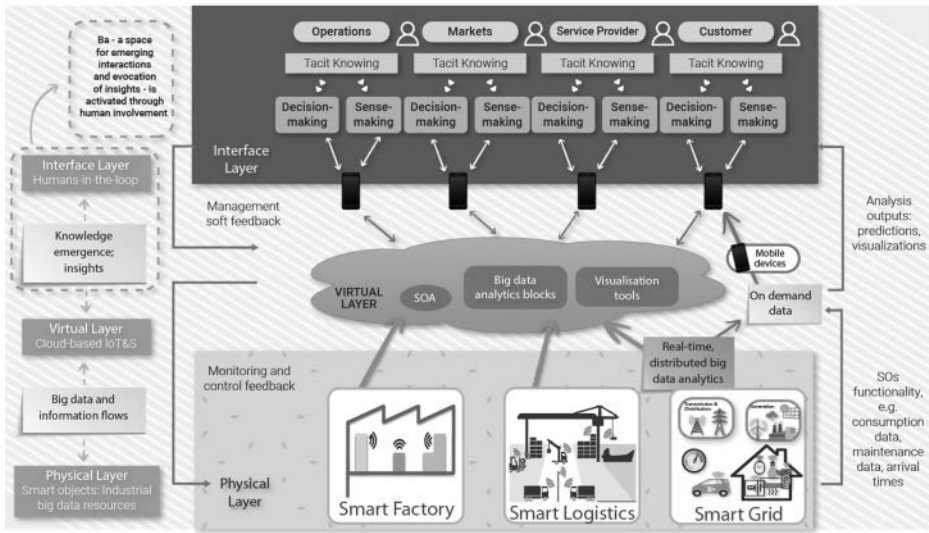 Ba - a space
for emerging
interactions
and evocation
of insights - is
activated through
human involvement
Interface Layer
Humans-in-the-loop
Knowledge
emergence;
insights
Virtual Layer
Cloud-based IoT&S
Big data and
information flows
Physical Layer
Smart objects: Industrial
big data resources
Operations
Markets
Service Provider
Customer
Tacit Knowing
Tacit Knowing
Tacit Knowing
Tacit Knowing
Decision-
making
Sense-
making
Decision-
making
Sense-
making
Decision-
making
Sense-
making
Decision-
making
Sense-
making
Interface
Layer
Management
soft feedback
VIRTUAL
LAYER
SOA
Big data
analytics blocks
Visualisation
tools
Mobile
devices
On demand
data
Analysis
outputs:
predictions,
visualizations
Real-time,
distributed big
data analytics
Monitoring and
control feedback
SOs
functionality,
e.g.
consumption
data,
maintenance
data, arrival
times
Physical
Layer
Smart Factory
Smart Logistics
Transmission &
Distribution
Generation
Smart Grid